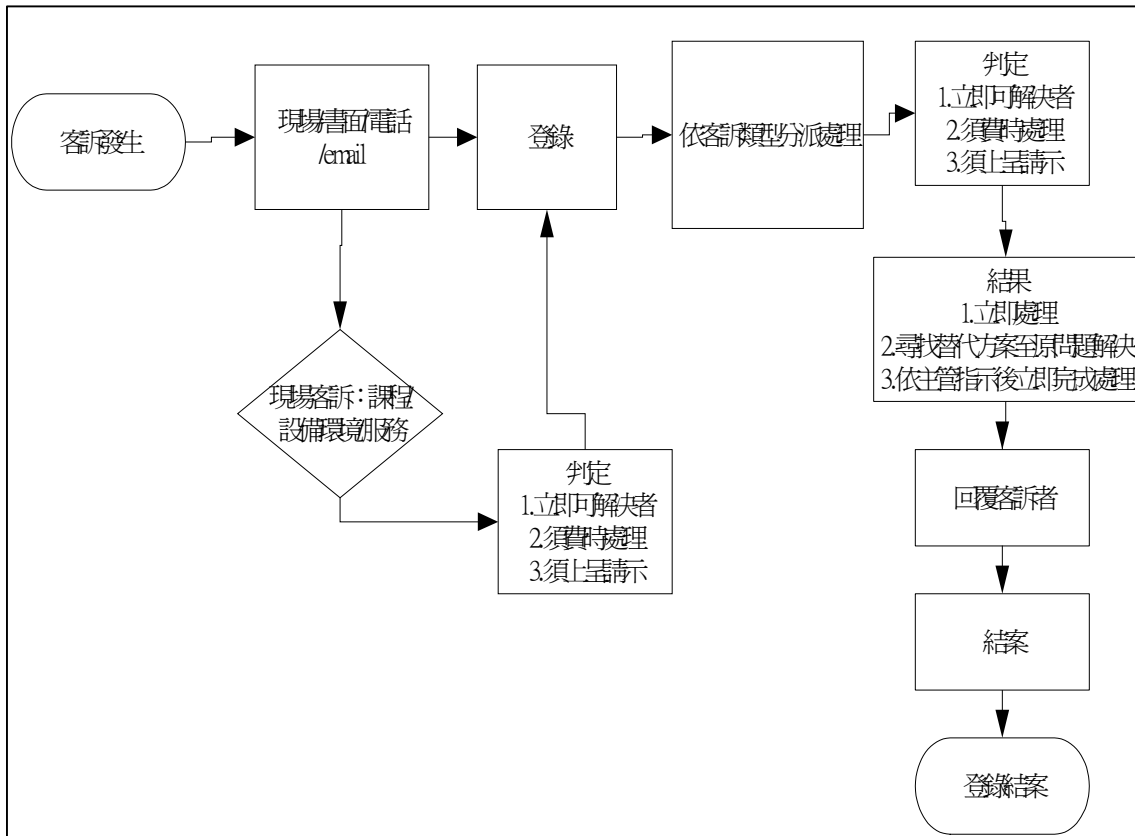 客訴發生
現場/書面/電話
/email
登錄
依客訴類型分派處理
判定
1.立即可解決者
2.須費時處理
3.須上呈請示
結果
1.立即處理
2.尋找替代方案至原問題解決
3.依主管指示後立即完成處理
現場客訴：課程/
設備環境/服務
判定
1.立即可解決者
2.須費時處理
3.須上呈請示
回覆客訴者
結案
登錄結案